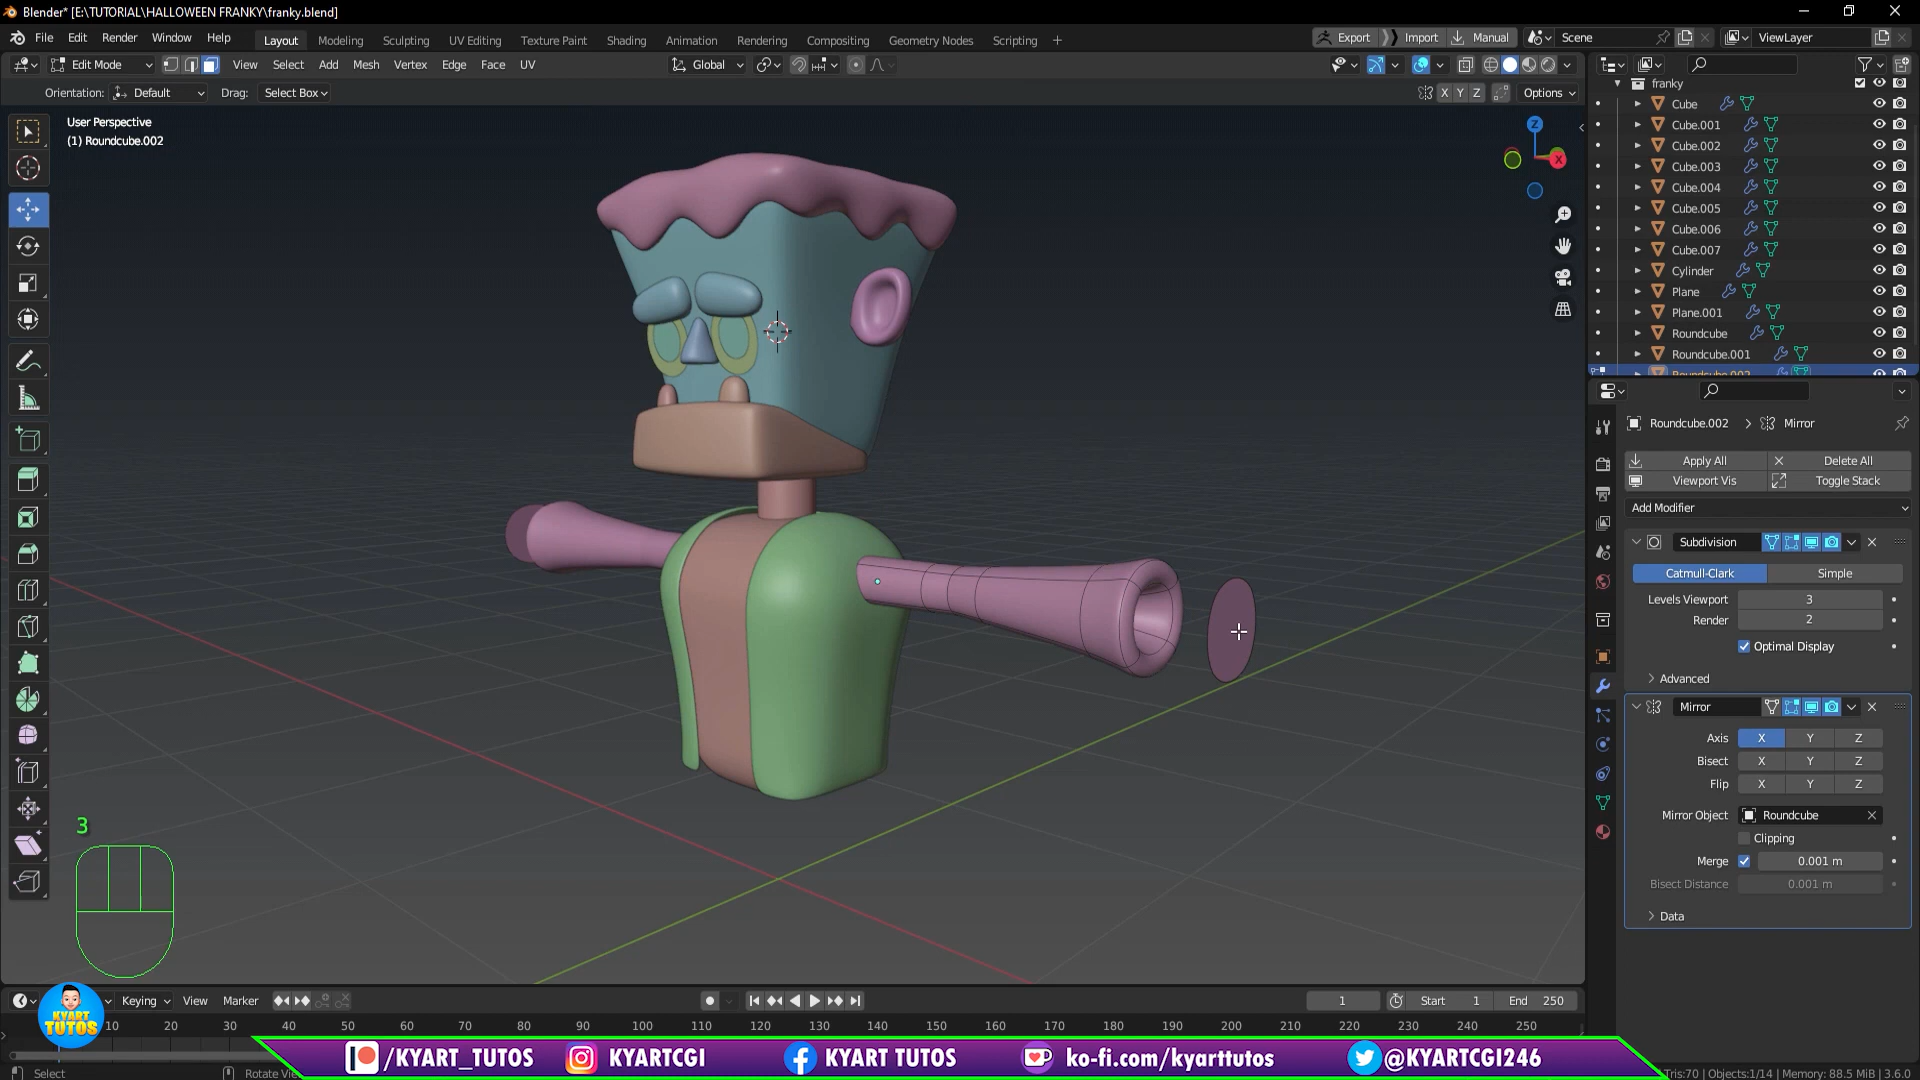 Blender* [E:\TUTORIAL\HALLOWEEN FRANKY\franky.blend]
File Edit Render Window Help Layout Modeling Sculpting UV Editing Texture Paint Shading Animation Rendering Compositing Geometry Nodes Scripting + Export Import Manual Scene ViewLayer
Edit Mode View Select Add Mesh Vertex Edge Face UV Global
Orientation: Default Drag: Select Box X Y Z Options
User Perspective
(1) Roundcube.002
Z
X
franky
Cube
Cube.001
Cube.002
Cube.003
Cube.004
Cube.005
Cube.006
Cube.007
Cylinder
Plane
Plane.001
Roundcube
Roundcube.001
Roundcube.002
Roundcube.002 > Mirror
Apply All Delete All
Viewport Vis Toggle Stack
Add Modifier
Subdivision
Catmull-Clark Simple
Levels Viewport 3
Render 2
Optimal Display
Advanced
Mirror
Axis X Y Z
Bisect X Y Z
Flip X Y Z
Mirror Object Roundcube
Clipping
Merge 0.001 m
Bisect Distance 0.001 m
Data
3
Keying View Marker 1 Start 1 End 250
10 20 30 40 50 60 70 80 90 100 110 120 130 140 150 160 170 180 190 200 210 220 230 240 250
KYART TUTOS
/KYART_TUTOS KYARTCGI KYART TUTOS ko-fi.com/kyarttutos @KYARTCGI246
Select Rotate Vie Tris:70 | Objects:1/14 | Memory: 88.5 MiB | 3.6.0